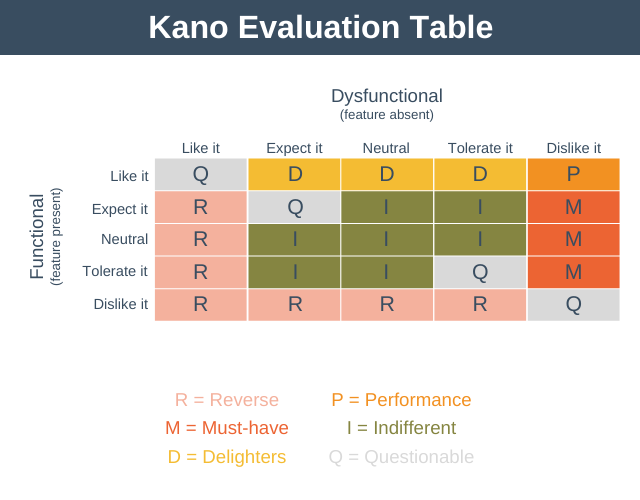 Kano Evaluation Table
Dysfunctional
(feature absent)
Like it Expect it Neutral Tolerate it Dislike it
Functional
(feature present)
Like it Q D D D P
Expect it R Q I I M
Neutral R I I I M
Tolerate it R I I Q M
Dislike it R R R R Q
R = Reverse P = Performance
M = Must-have I = Indifferent
D = Delighters Q = Questionable